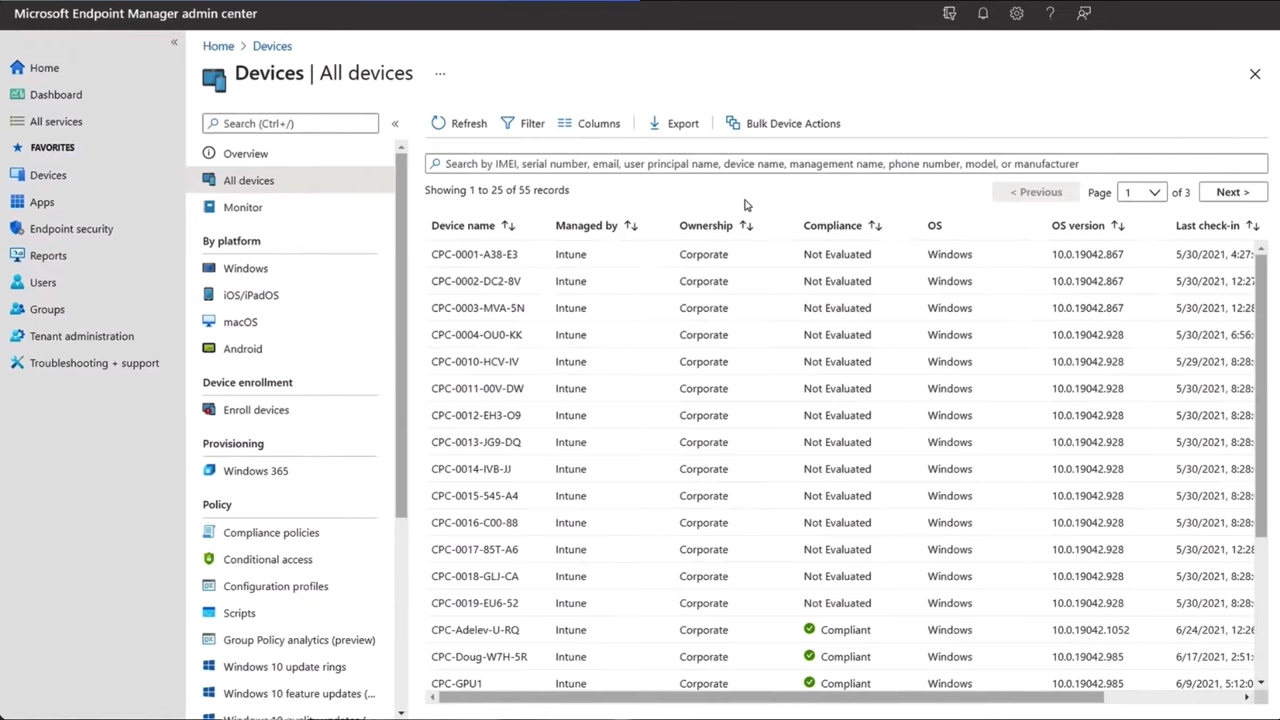 Microsoft Endpoint Manager admin center
Home
Dashboard
All services
FAVORITES
Devices
Apps
Endpoint security
Reports
Users
Groups
Tenant administration
Troubleshooting + support
Home > Devices
Devices | All devices ...
Search (Ctrl+/)
Overview
All devices
Monitor
By platform
Windows
iOS/iPadOS
macOS
Android
Device enrollment
Enroll devices
Provisioning
Windows 365
Policy
Compliance policies
Conditional access
Configuration profiles
Scripts
Group Policy analytics (preview)
Windows 10 update rings
Windows 10 feature updates (...
Refresh Filter Columns Export Bulk Device Actions
Search by IMEI, serial number, email, user principal name, device name, management name, phone number, model, or manufacturer
Showing 1 to 25 of 55 records < Previous Page 1 of 3 Next >
Device name Managed by Ownership Compliance OS OS version Last check-in
CPC-0001-A38-E3 Intune Corporate Not Evaluated Windows 10.0.19042.867 5/30/2021, 4:27:
CPC-0002-DC2-8V Intune Corporate Not Evaluated Windows 10.0.19042.867 5/30/2021, 12:27
CPC-0003-MVA-5N Intune Corporate Not Evaluated Windows 10.0.19042.867 5/30/2021, 12:28
CPC-0004-OU0-KK Intune Corporate Not Evaluated Windows 10.0.19042.928 5/30/2021, 6:56:
CPC-0010-HCV-IV Intune Corporate Not Evaluated Windows 10.0.19042.928 5/29/2021, 8:28:
CPC-0011-00V-DW Intune Corporate Not Evaluated Windows 10.0.19042.928 5/30/2021, 8:28:
CPC-0012-EH3-O9 Intune Corporate Not Evaluated Windows 10.0.19042.928 5/30/2021, 8:28:
CPC-0013-JG9-DQ Intune Corporate Not Evaluated Windows 10.0.19042.928 5/30/2021, 8:28:
CPC-0014-IVB-JJ Intune Corporate Not Evaluated Windows 10.0.19042.928 5/30/2021, 8:28:
CPC-0015-545-A4 Intune Corporate Not Evaluated Windows 10.0.19042.928 5/30/2021, 8:28:
CPC-0016-C00-88 Intune Corporate Not Evaluated Windows 10.0.19042.928 5/30/2021, 8:28:
CPC-0017-85T-A6 Intune Corporate Not Evaluated Windows 10.0.19042.928 5/30/2021, 12:28
CPC-0018-GLJ-CA Intune Corporate Not Evaluated Windows 10.0.19042.928 5/30/2021, 8:28:
CPC-0019-EU6-52 Intune Corporate Not Evaluated Windows 10.0.19042.928 5/30/2021, 8:28:
CPC-Adelev-U-RQ Intune Corporate Compliant Windows 10.0.19042.1052 6/24/2021, 12:26
CPC-Doug-W7H-5R Intune Corporate Compliant Windows 10.0.19042.985 6/17/2021, 2:51:
CPC-GPU1 Intune Corporate Compliant Windows 10.0.19042.985 6/9/2021, 5:12:0